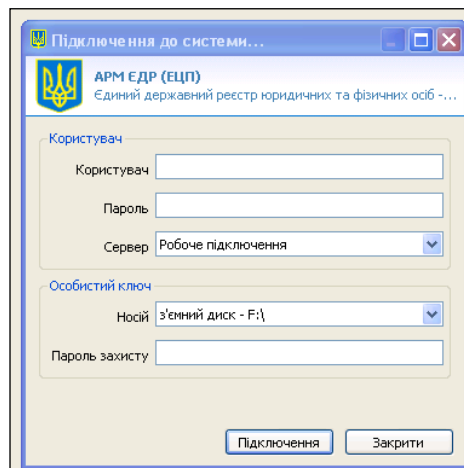 Підключення до системи...
АРМ ЄДР (ЕЦП)
Єдиний державний реєстр юридичних та фізичних осіб -...
Користувач
Користувач
Пароль
Сервер Робоче підключення
Особистий ключ
Носій з'ємний диск - F:\
Пароль захисту
Підключення Закрити